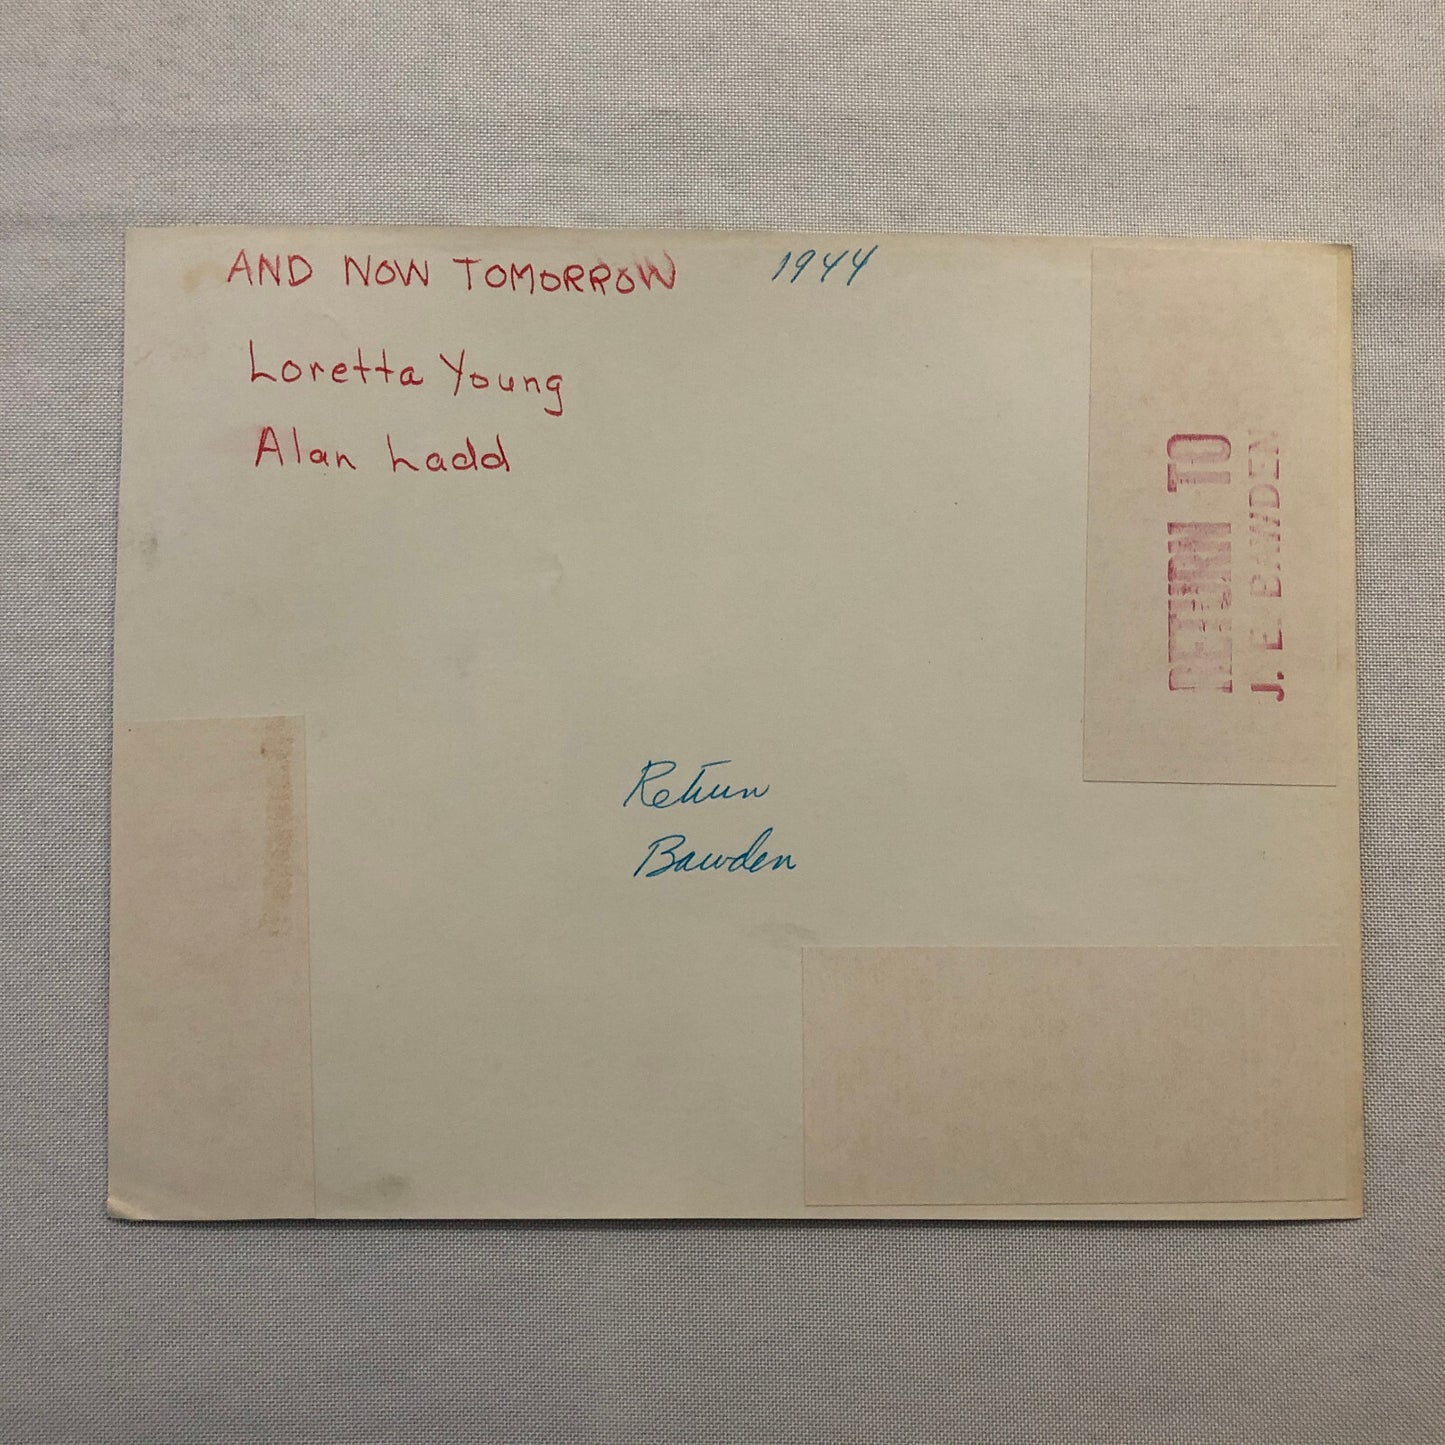 AND NOW TOMORROW 1944
Loretta Young
Alan Ladd
RETURN TO
J. E. BAWDEN
Return
Bawden